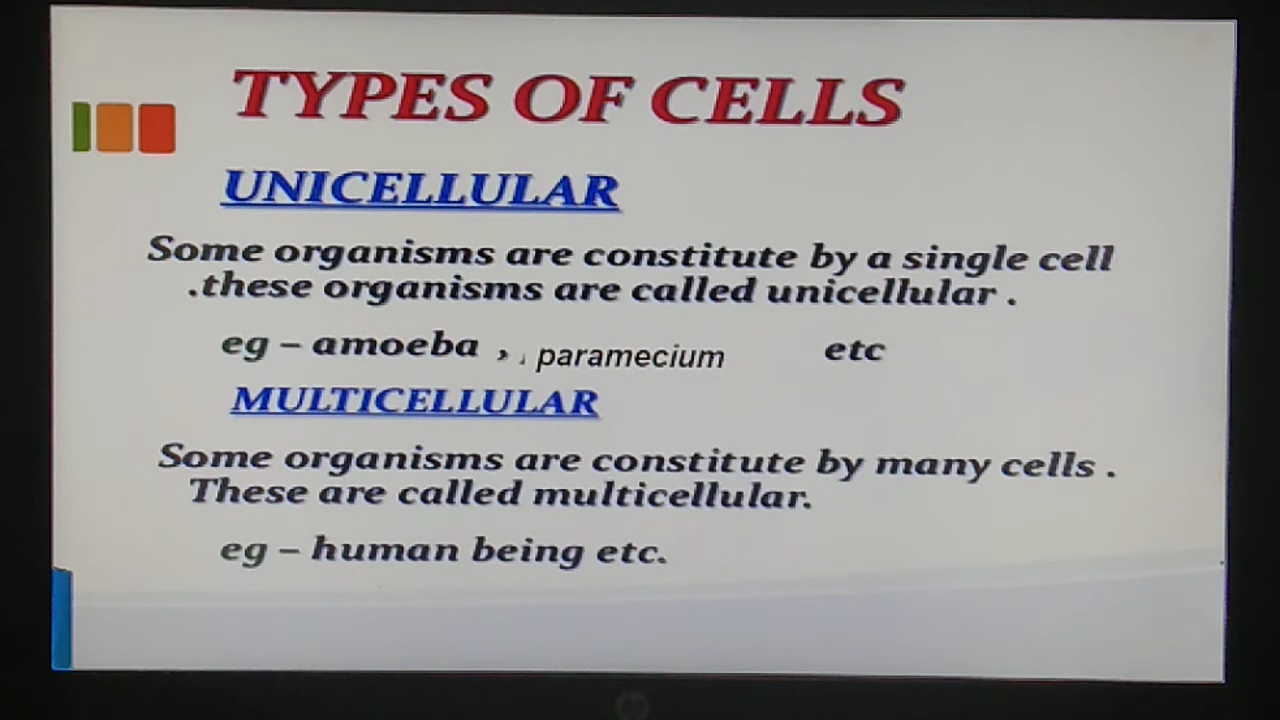 TYPES OF CELLS
UNICELLULAR
Some organisms are constitute by a single cell
.these organisms are called unicellular .
eg – amoeba , , paramecium etc
MULTICELLULAR
Some organisms are constitute by many cells .
These are called multicellular.
eg – human being etc.